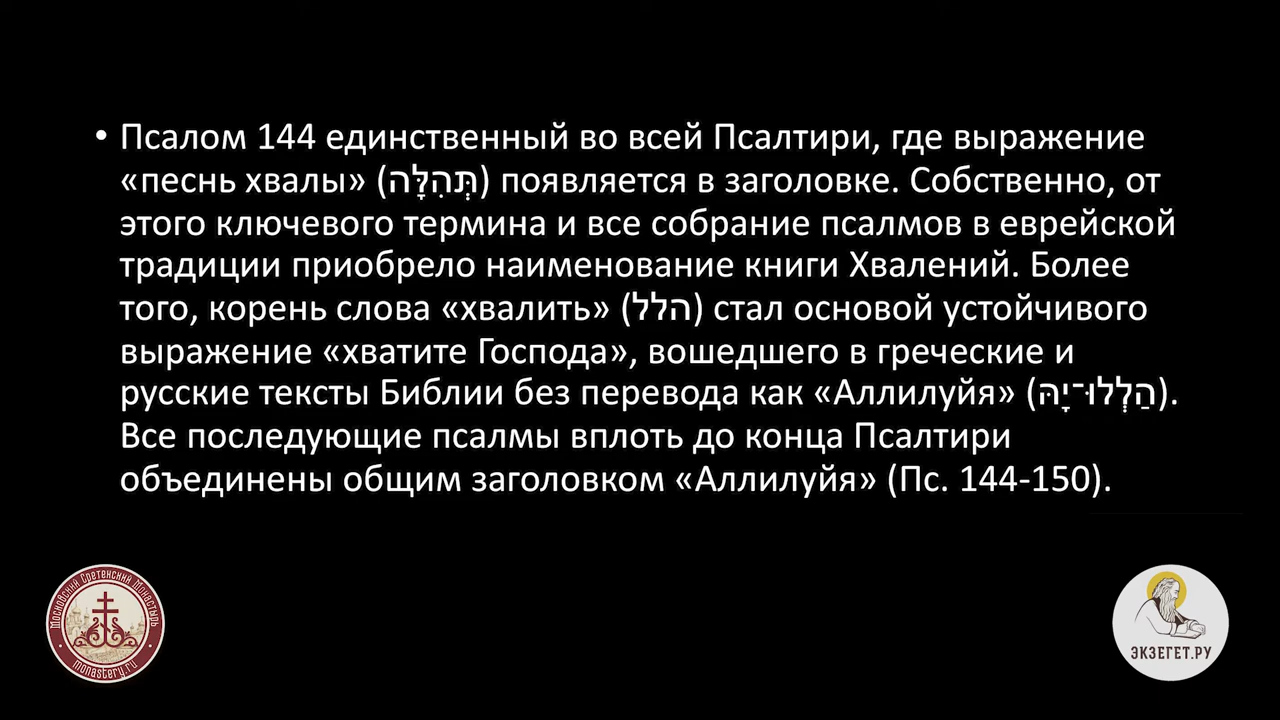 • Псалом 144 единственный во всей Псалтири, где выражение
«песнь хвалы» (תְּהִלָּה) появляется в заголовке. Собственно, от
этого ключевого термина и все собрание псалмов в еврейской
традиции приобрело наименование книги Хвалений. Более
того, корень слова «хвалить» (הלל) стал основой устойчивого
выражение «хватите Господа», вошедшего в греческие и
русские тексты Библии без перевода как «Аллилуйя» (הַלְלוּ־יָהּ).
Все последующие псалмы вплоть до конца Псалтири
объединены общим заголовком «Аллилуйя» (Пс. 144-150).
Московский Сретенский Монастырь
monastery.ru
ЭКЗЕГЕТ.РУ